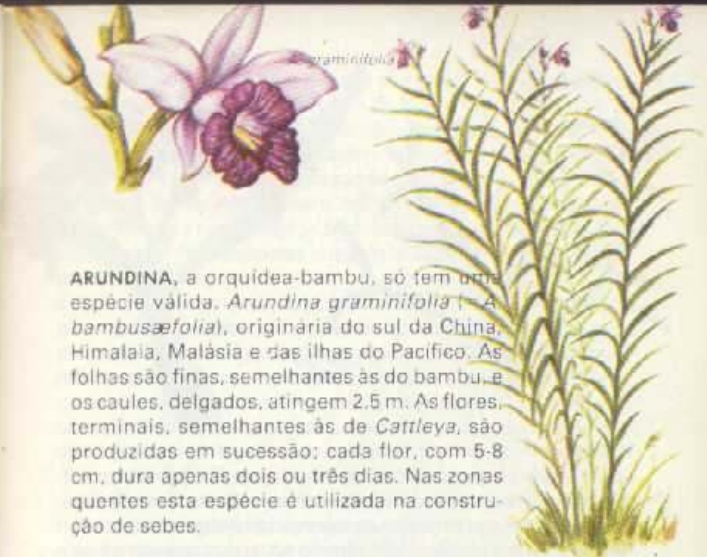 A. graminifolia
ARUNDINA, a orquídea-bambu, só tem uma
espécie válida, Arundina graminifolia (= A.
bambusæfolia), originária do sul da China,
Himalaia, Malásia e das ilhas do Pacífico. As
folhas são finas, semelhantes às do bambu, e
os caules, delgados, atingem 2,5 m. As flores,
terminais, semelhantes às de Cattleya, são
produzidas em sucessão; cada flor, com 5-8
cm, dura apenas dois ou três dias. Nas zonas
quentes esta espécie é utilizada na constru-
ção de sebes.